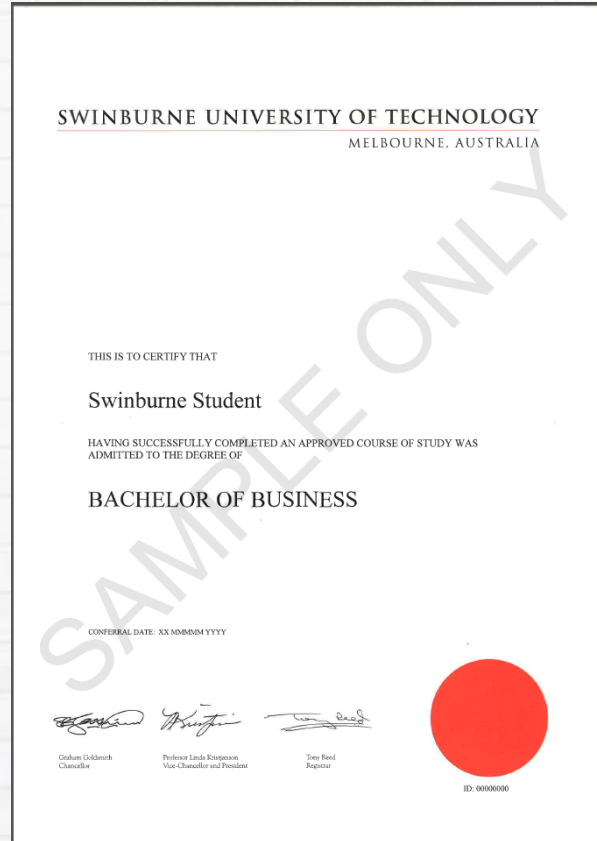 SWINBURNE UNIVERSITY OF TECHNOLOGY
MELBOURNE, AUSTRALIA
SAMPLE ONLY
THIS IS TO CERTIFY THAT
Swinburne Student
HAVING SUCCESSFULLY COMPLETED AN APPROVED COURSE OF STUDY WAS
ADMITTED TO THE DEGREE OF
BACHELOR OF BUSINESS
CONFERRAL DATE: XX MMMMM YYYY
Tony Reed
Graham Goldsmith
Chancellor
Professor Linda Kristjanson
Vice-Chancellor and President
Tony Reed
Registrar
ID: 00000000